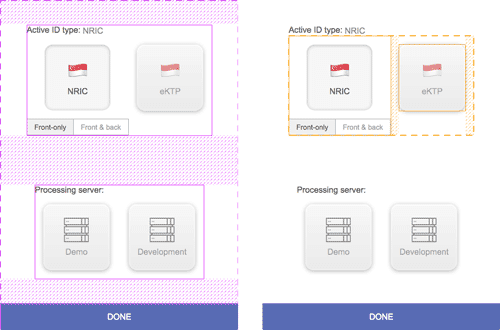 Active ID type: NRIC
NRIC
eKTP
Front-only
Front & back
Processing server:
Demo
Development
DONE
Active ID type: NRIC
NRIC
eKTP
Front-only
Front & back
Processing server:
Demo
Development
DONE